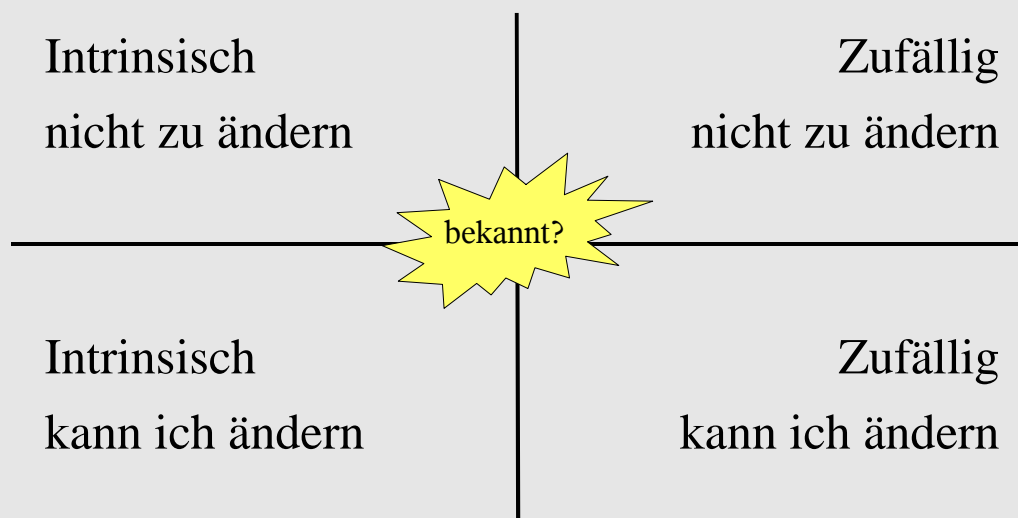 Intrinsisch
nicht zu ändern
Zufällig
nicht zu ändern
bekannt?
Intrinsisch
kann ich ändern
Zufällig
kann ich ändern